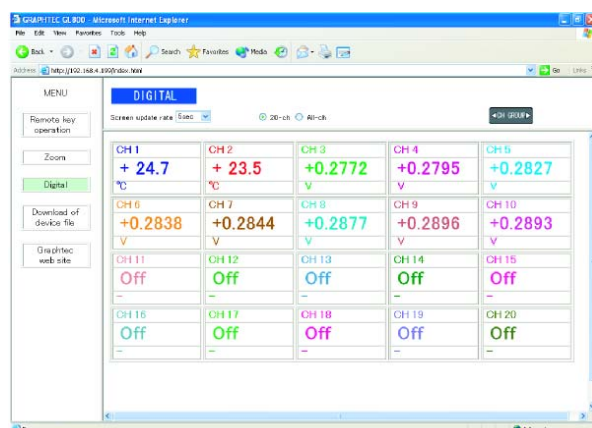 GRAPHTEC GL800 - Microsoft Internet Explorer
File Edit View Favorites Tools Help
Back Search Favorites Media
Address http://192.168.4.199/index.html Go Links
MENU
Remote key
operation
Zoom
Digital
Download of
device file
Graphtec
web site
DIGITAL
Screen update rate 5sec 20-ch All-ch ◄CH GROUP►
CH 1 CH 2 CH 3 CH 4 CH 5
+ 24.7 + 23.5 +0.2772 +0.2795 +0.2827
℃ ℃ V V V
CH 6 CH 7 CH 8 CH 9 CH 10
+0.2838 +0.2844 +0.2877 +0.2896 +0.2893
V V V V V
CH 11 CH 12 CH 13 CH 14 CH 15
Off Off Off Off Off
- - - - -
CH 16 CH 17 CH 18 CH 19 CH 20
Off Off Off Off Off
- - - - -